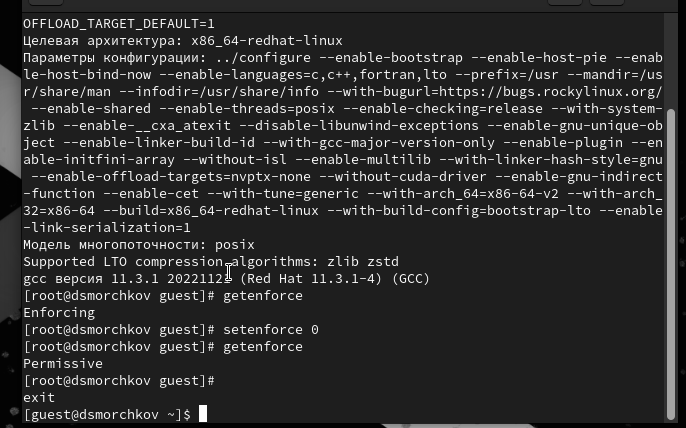 OFFLOAD_TARGET_DEFAULT=1
Целевая архитектура: x86_64-redhat-linux
Параметры конфигурации: ../configure --enable-bootstrap --enable-host-pie --enab
le-host-bind-now --enable-languages=c,c++,fortran,lto --prefix=/usr --mandir=/us
r/share/man --infodir=/usr/share/info --with-bugurl=https://bugs.rockylinux.org/
 --enable-shared --enable-threads=posix --enable-checking=release --with-system-
zlib --enable-__cxa_atexit --disable-libunwind-exceptions --enable-gnu-unique-ob
ject --enable-linker-build-id --with-gcc-major-version-only --enable-plugin --en
able-initfini-array --without-isl --enable-multilib --with-linker-hash-style=gnu
 --enable-offload-targets=nvptx-none --without-cuda-driver --enable-gnu-indirect
-function --enable-cet --with-tune=generic --with-arch_64=x86-64-v2 --with-arch_
32=x86-64 --build=x86_64-redhat-linux --with-build-config=bootstrap-lto --enable
-link-serialization=1
Модель многопоточности: posix
Supported LTO compression algorithms: zlib zstd
gcc версия 11.3.1 20221121 (Red Hat 11.3.1-4) (GCC)
[root@dsmorchkov guest]# getenforce
Enforcing
[root@dsmorchkov guest]# setenforce 0
[root@dsmorchkov guest]# getenforce
Permissive
[root@dsmorchkov guest]#
exit
[guest@dsmorchkov ~]$